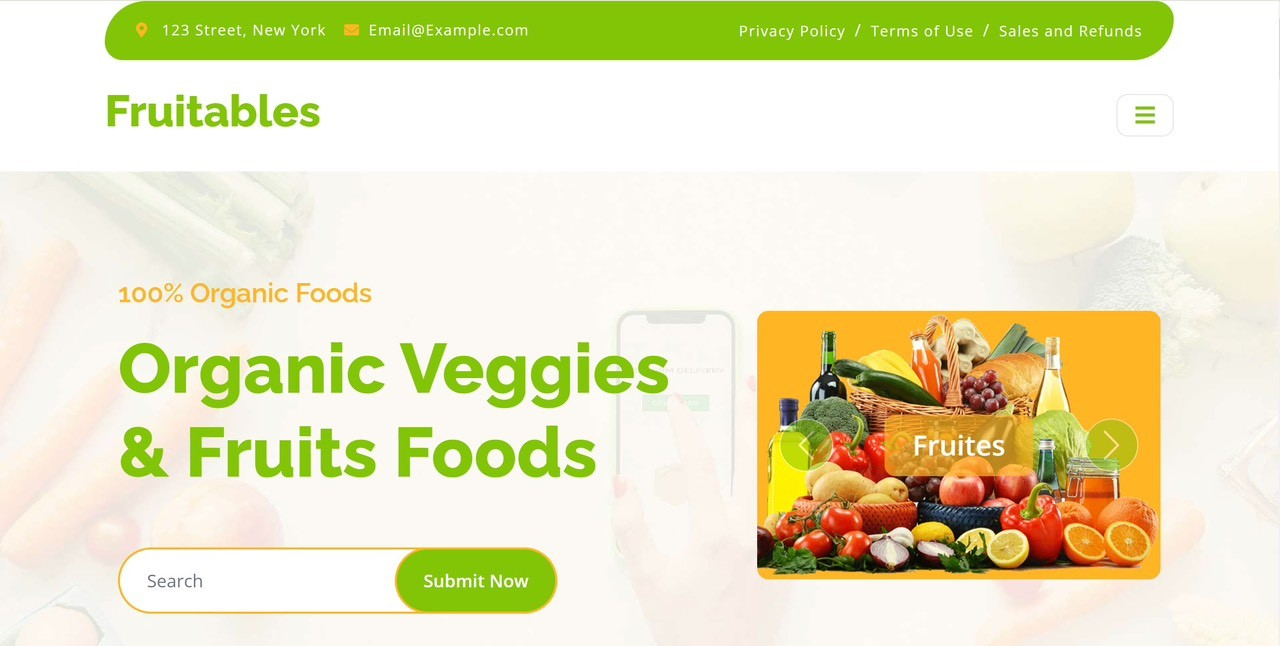 123 Street, New York Email@Example.com Privacy Policy / Terms of Use / Sales and Refunds
Fruitables
100% Organic Foods
Organic Veggies
& Fruits Foods
Fruites
Search Submit Now